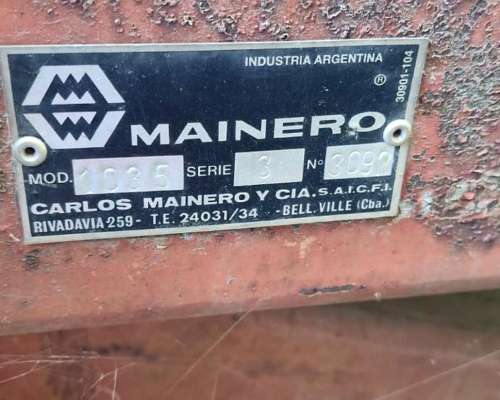 INDUSTRIA ARGENTINA
®
30901-104
MAINERO
MOD. 1035 SERIE 3 Nº 3092
CARLOS MAINERO Y CIA. S.A.I.C.F.I.
RIVADAVIA 259- T.E. 24031/34 -BELL VILLE (Cba.)